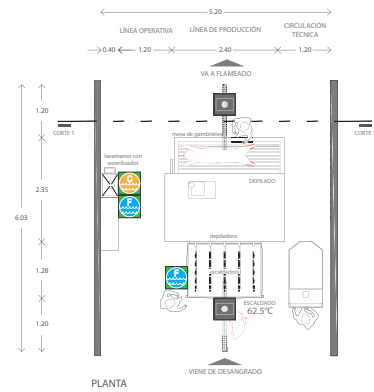 5.20
LÍNEA OPERATIVA
LÍNEA DE PRODUCCIÓN
CIRCULACIÓN
TÉCNICA
0.40
1.20
2.40
1.20
VA A FLAMEADO
1.20
CORTE 1
CORTE
mesa de gambrieles
lavamanos con
esterilizador
C
DEPILADO
F
2.35
6.03
depiladora
F
escaldadora
1.28
ESCALDADO
62.5°C
1.20
VIENE DE DESANGRADO
PLANTA